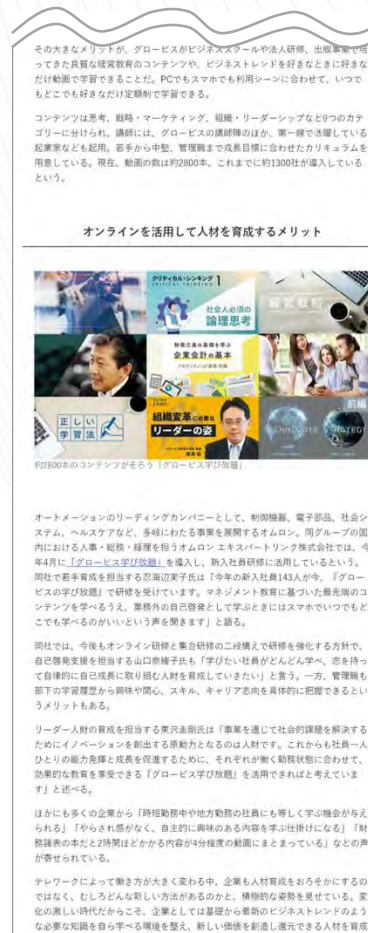 その大きなメリットが、グロービスがビジネススクールや法人研修、出版事業で培
ってきた良質な経営教育のコンテンツや、ビジネストレンドを好きなときに好きな
だけ動画で学習できることだ。PCでもスマホでも利用シーンに合わせて、いつで
もどこでも好きなだけ定額制で学習できる。
コンテンツは思考、戦略・マーケティング、組織・リーダーシップなど9つのカテ
ゴリーに分けられ、講師には、グロービスの講師陣のほか、第一線で活躍している
起業家なども起用。若手から中堅、管理職まで成長目標に合わせたカリキュラムを
用意している。現在、動画の数は約2800本、これまでに約1300社が導入している
という。
オンラインを活用して人材を育成するメリット
クリティカル・シンキング 1
CRITICAL THINKING
社会人必須の
論理思考
経営戦略
財務三表の基礎を学ぶ
企業会計の基本
正しい
学習法
組織変革に必要な
リーダーの姿
前編
TECHNOLOGY STRATEGY
約2800本のコンテンツがそろう「グロービス学び放題」
オートメーションのリーディングカンパニーとして、制御機器、電子部品、社会シ
ステム、ヘルスケアなど、多岐にわたる事業を展開するオムロン。同グループの国
内における人事・総務・経理を担うオムロン エキスパートリンク株式会社では、今
年4月に「グロービス学び放題」を導入し、新入社員研修に活用しているという。
同社で若手育成を担当する忍海辺実子氏は「今年の新入社員143人が今、『グロー
ビスの学び放題』で研修を受けています。マネジメント教育に基づいた最先端のコ
ンテンツを学べるうえ、業務外の自己啓発として学ぶときにはスマホでいつでもど
こでも学べるのがいいという声を聞きます」と語る。
同社では、今後もオンライン研修と集合研修の二段構えで研修を強化する方針で、
自己啓発支援を担当する山口奈緒子氏も「学びたい社員がどんどん学べ、志を持っ
て自律的に自己成長に取り組む人財を育成していきたい」と言う。一方、管理職も
部下の学習履歴から興味や関心、スキル、キャリア志向を具体的に把握できるとい
うメリットもある。
リーダー人財の育成を担当する東沢圭剛氏は「事業を通じて社会的課題を解決する
ためにイノベーションを創出する原動力となるのは人財です。これからも社員一人
ひとりの能力発揮と成長を促進するために、それぞれが働く勤務状態に合わせて、
効果的な教育を享受できる『グロービス学び放題』を活用できればと考えていま
す」と述べる。
ほかにも多くの企業から「時短勤務中や地方勤務の社員にも等しく学ぶ機会が与え
られる」「やらされ感がなく、自主的に興味のある内容を学ぶ仕掛けになる」「財
務諸表の本だと2時間ほどかかる内容が4分程度の動画にまとまっている」などの声
が寄せられている。
テレワークによって働き方が大きく変わる中、企業も人材育成をおろそかにするの
ではなく、むしろどんな新しい方法があるのかと、積極的な姿勢を見せている。変
化の激しい時代だからこそ、企業としては基礎から最新のビジネストレンドのよう
な必要な知識を自ら学べる環境を整え、新しい価値を創造し還元できる人材を育成